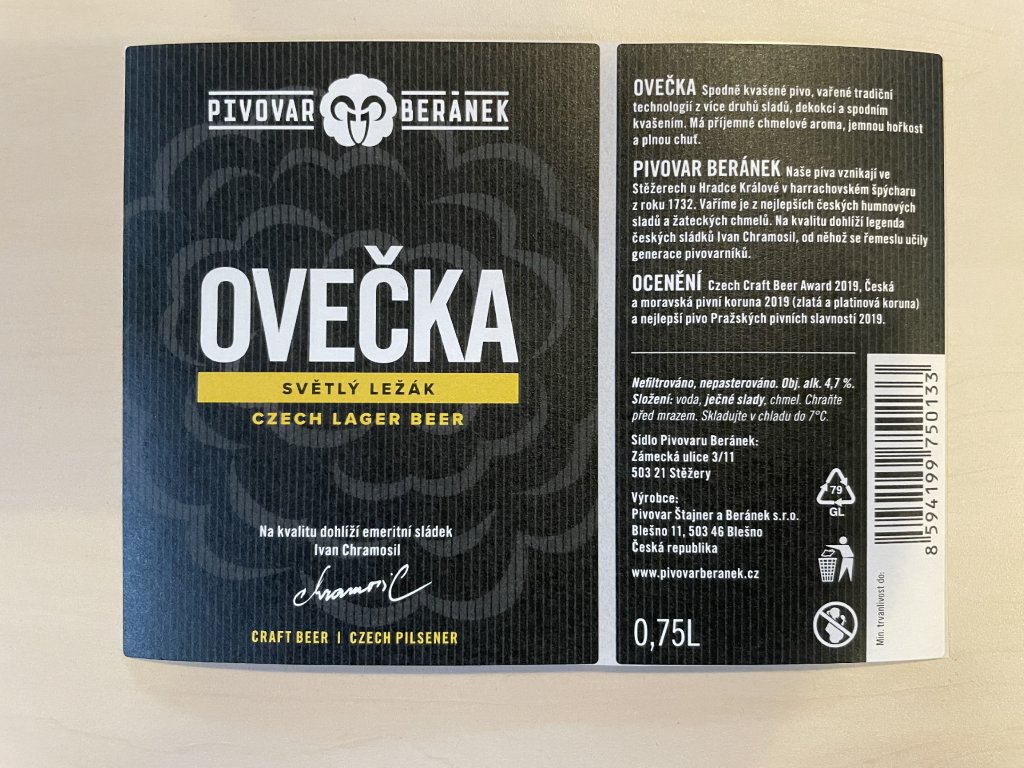 PIVOVAR BERÁNEK
OVEČKA
SVĚTLÝ LEŽÁK
CZECH LAGER BEER
Na kvalitu dohlíží emeritní sládek
Ivan Chramosil
Chramosil
CRAFT BEER | CZECH PILSENER
OVEČKA Spodně kvašené pivo, vařené tradiční
technologií z více druhů sladů, dekokcí a spodním
kvašením. Má příjemné chmelové aroma, jemnou hořkost
a plnou chuť.
PIVOVAR BERÁNEK Naše piva vznikají ve
Stěžerech u Hradce Králové v harrachovském špýcharu
z roku 1732. Vaříme je z nejlepších českých humnových
sladů a žateckých chmelů. Na kvalitu dohlíží legenda
českých sládků Ivan Chramosil, od něhož se řemeslu učily
generace pivovarníků.
OCENĚNÍ Czech Craft Beer Award 2019, Česká
a moravská pivní koruna 2019 (zlatá a platinová koruna)
a nejlepší pivo Pražských pivních slavností 2019.
Nefiltrováno, nepasterováno. Obj. alk. 4,7 %.
Složení: voda, ječné slady, chmel. Chraňte
před mrazem. Skladujte v chladu do 7°C.
Sídlo Pivovaru Beránek:
Zámecká ulice 3/11
503 21 Stěžery
Výrobce:
Pivovar Štajner a Beránek s.r.o.
Blešno 11, 503 46 Blešno
Česká republika
www.pivovarberanek.cz
0,75L
79
GL
Min. trvanlivost do:
8 594199 750133